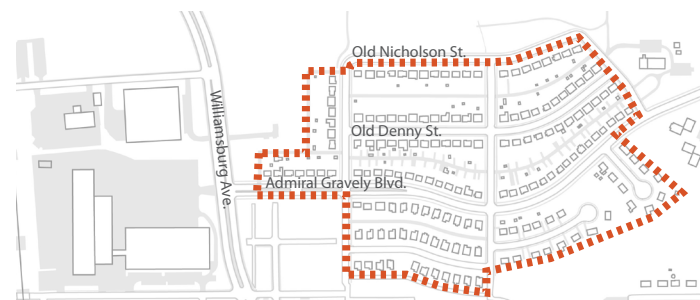 Old Nicholson St.
Williamsburg Ave.
Old Denny St.
Admiral Gravely Blvd.